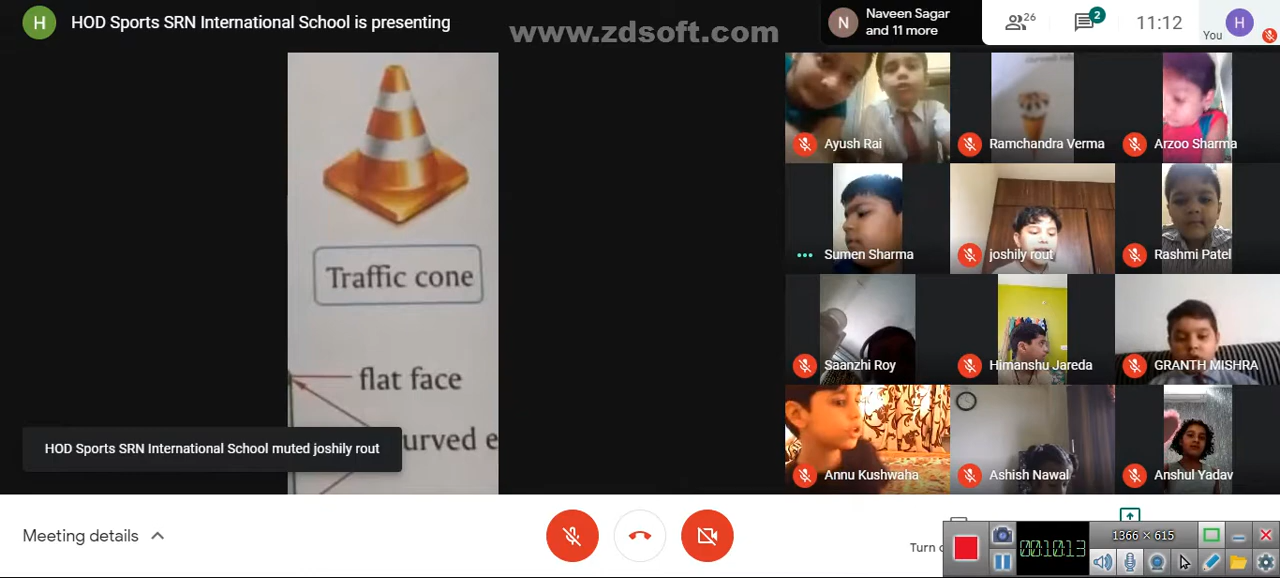 H HOD Sports SRN International School is presenting
www.zdsoft.com
N Naveen Sagar
and 11 more
26
2
11:12
You
H
Traffic cone
flat face
urved e
HOD Sports SRN International School muted joshily rout
Ayush Rai
Ramchandra Verma
Arzoo Sharma
Sumen Sharma
joshily rout
Rashmi Patel
Saanzhi Roy
Himanshu Jareda
GRANTH MISHRA
Annu Kushwaha
Ashish Nawal
Anshul Yadav
Meeting details
Turn
00:10:13
1366 × 615